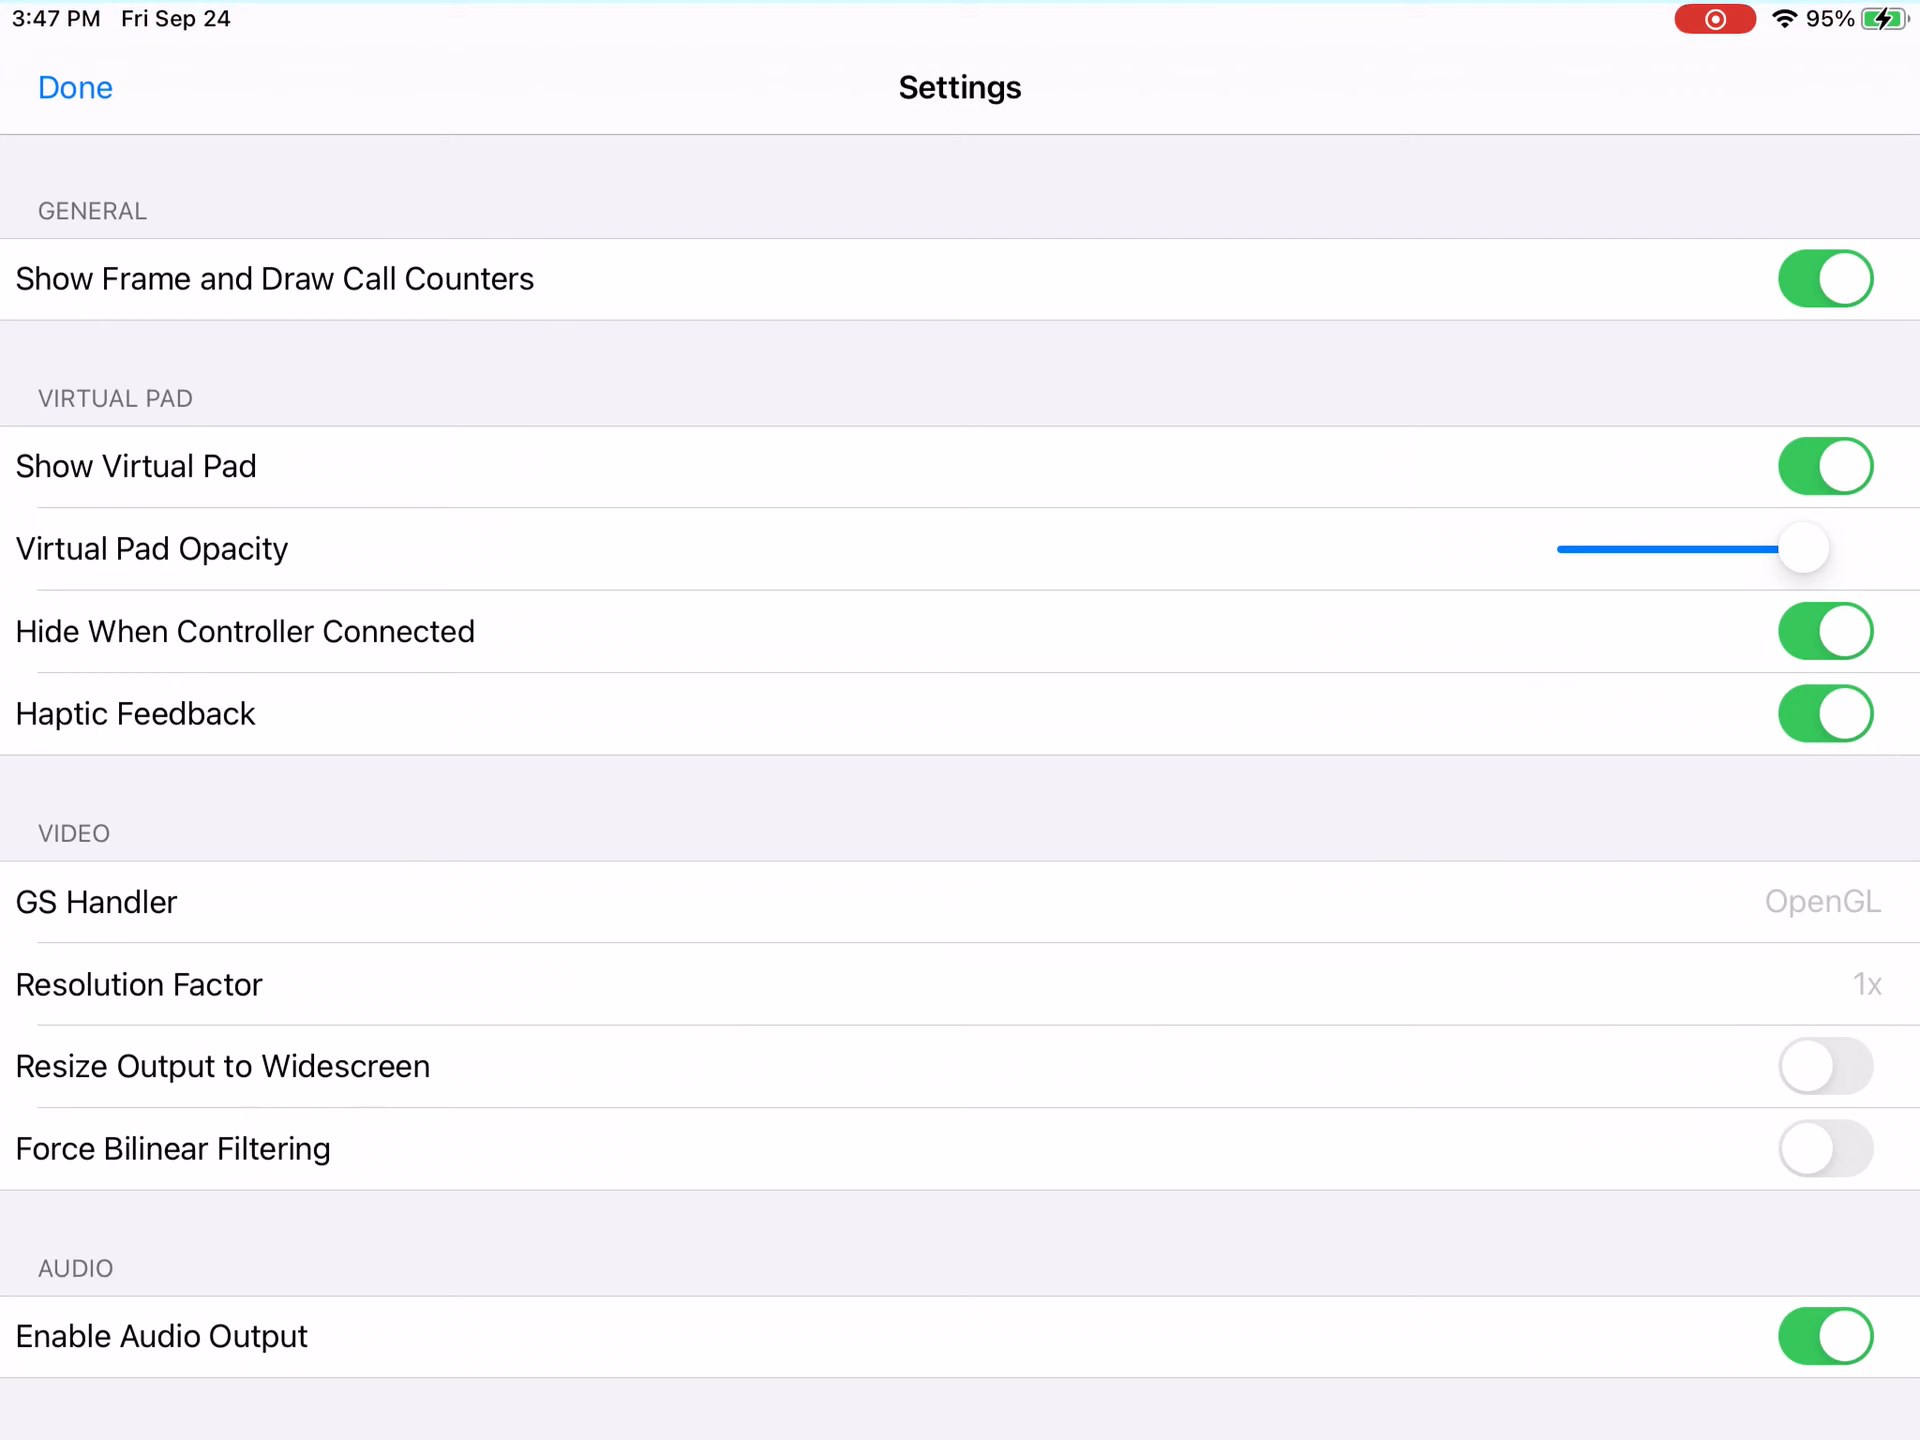 3:47 PM Fri Sep 24 95%
Done Settings
GENERAL
Show Frame and Draw Call Counters
VIRTUAL PAD
Show Virtual Pad
Virtual Pad Opacity
Hide When Controller Connected
Haptic Feedback
VIDEO
GS Handler OpenGL
Resolution Factor 1x
Resize Output to Widescreen
Force Bilinear Filtering
AUDIO
Enable Audio Output